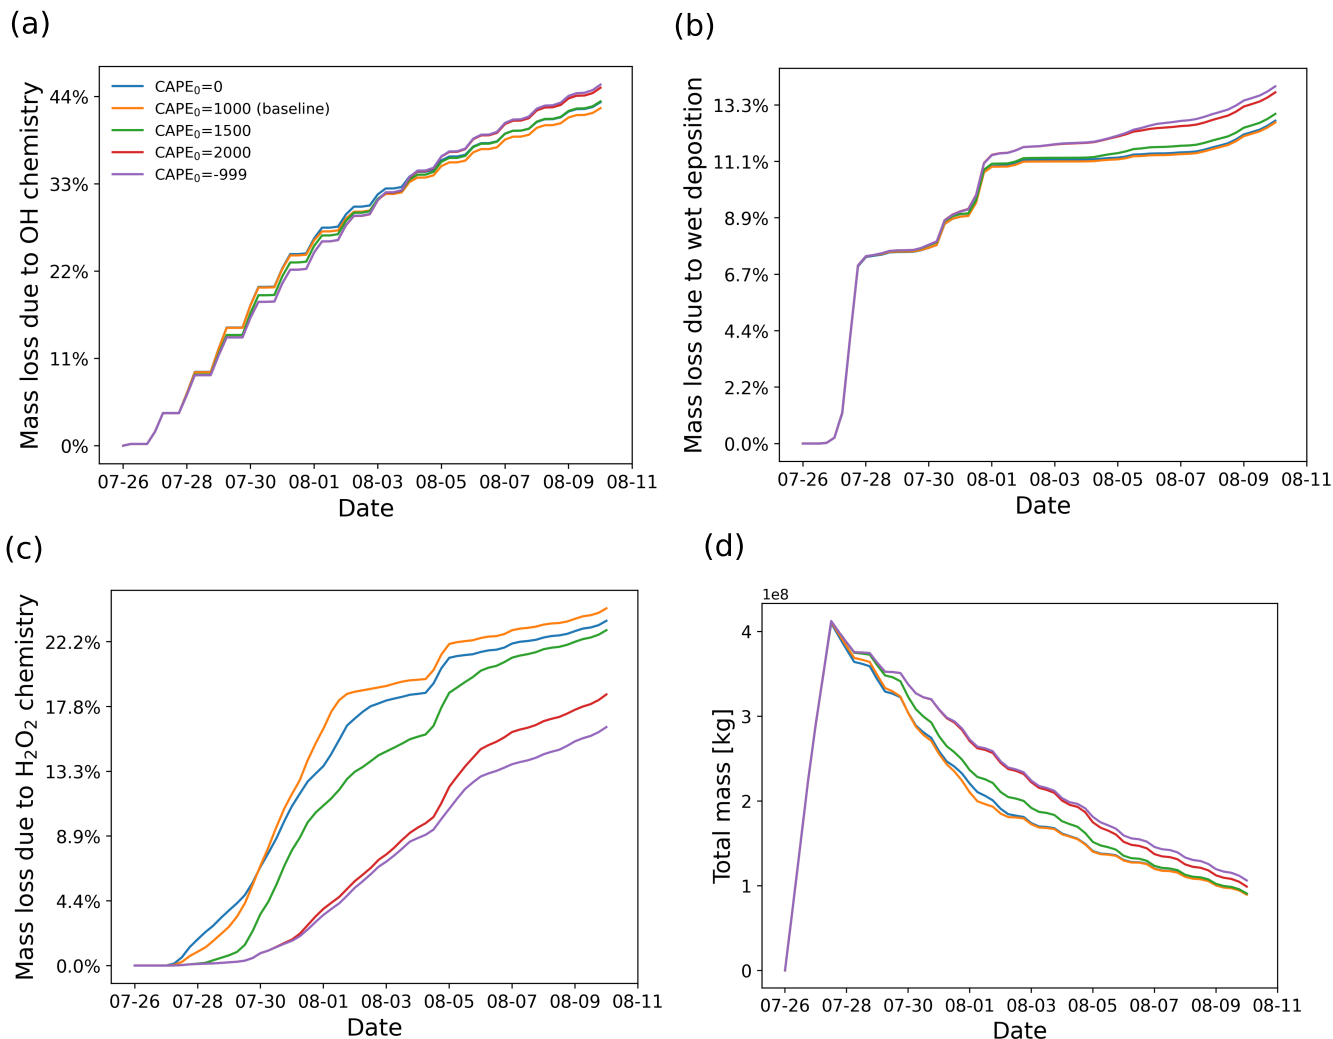 (a)
Mass loss due to OH chemistry
44%
33%
22%
11%
0%
CAPE₀=0
CAPE₀=1000 (baseline)
CAPE₀=1500
CAPE₀=2000
CAPE₀=-999
07-26 07-28 07-30 08-01 08-03 08-05 08-07 08-09 08-11
Date
(b)
Mass loss due to wet deposition
13.3%
11.1%
8.9%
6.7%
4.4%
2.2%
0.0%
07-26 07-28 07-30 08-01 08-03 08-05 08-07 08-09 08-11
Date
(c)
Mass loss due to H₂O₂ chemistry
22.2%
17.8%
13.3%
8.9%
4.4%
0.0%
07-26 07-28 07-30 08-01 08-03 08-05 08-07 08-09 08-11
Date
(d)
1e8
Total mass [kg]
4
3
2
1
0
07-26 07-28 07-30 08-01 08-03 08-05 08-07 08-09 08-11
Date